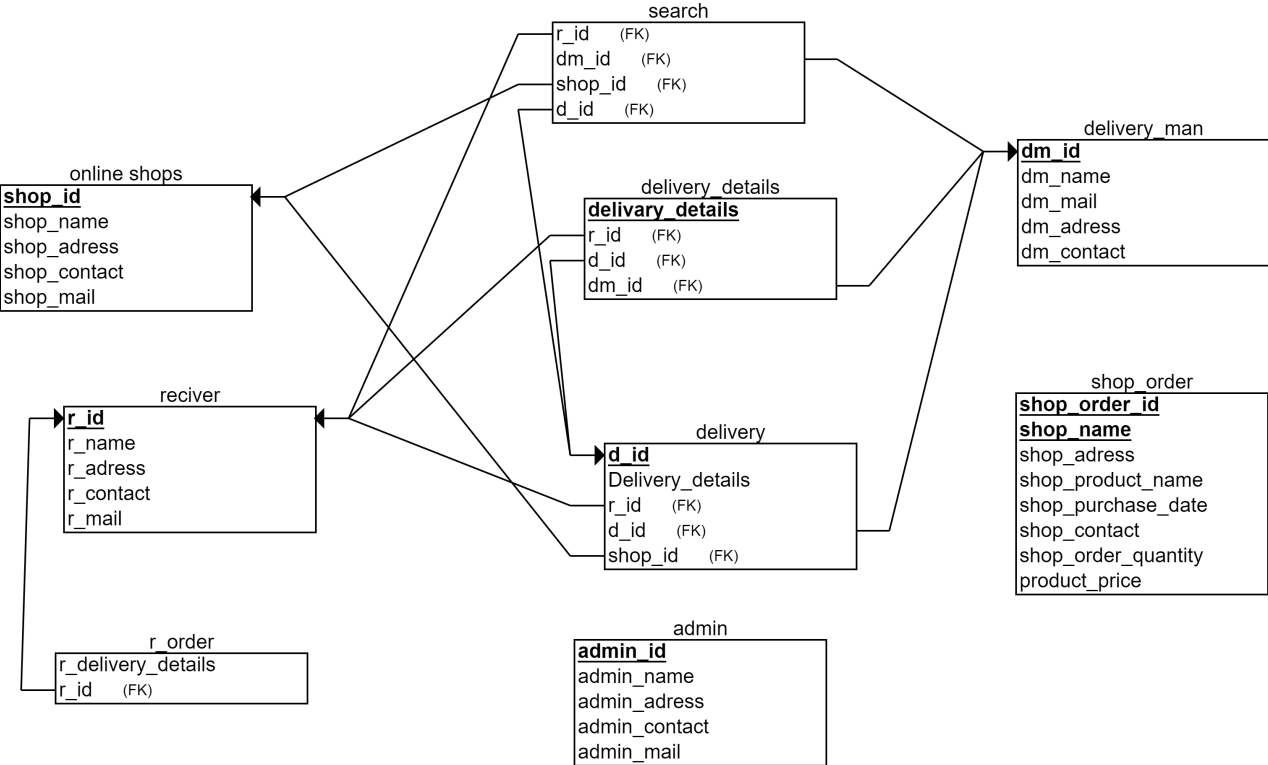 search
r_id (FK)
dm_id (FK)
shop_id (FK)
d_id (FK)
delivery_man
dm_id
dm_name
dm_mail
dm_adress
dm_contact
online shops
shop_id
shop_name
shop_adress
shop_contact
shop_mail
delivery_details
delivary_details
r_id (FK)
d_id (FK)
dm_id (FK)
reciver
r_id
r_name
r_adress
r_contact
r_mail
delivery
d_id
Delivery_details
r_id (FK)
d_id (FK)
shop_id (FK)
shop_order
shop_order_id
shop_name
shop_adress
shop_product_name
shop_purchase_date
shop_contact
shop_order_quantity
product_price
r_order
r_delivery_details
r_id (FK)
admin
admin_id
admin_name
admin_adress
admin_contact
admin_mail